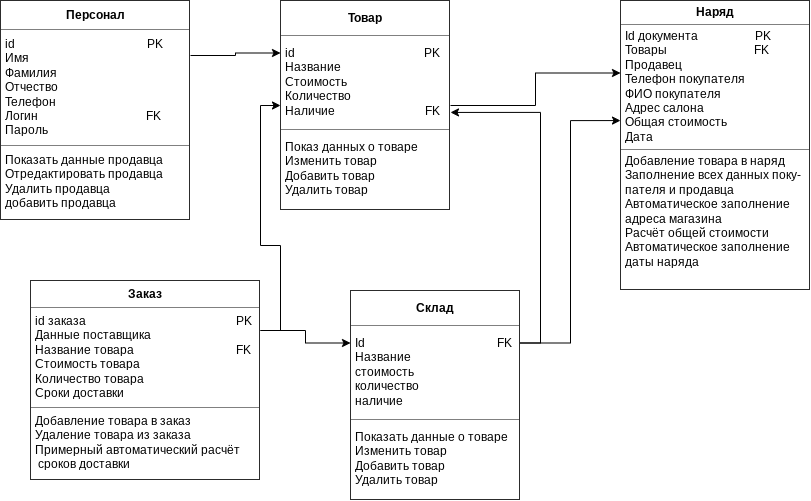 Персонал
id PK
Имя
Фамилия
Отчество
Телефон
Логин FK
Пароль
Показать данные продавца
Отредактировать продавца
Удалить продавца
добавить продавца
Товар
id PK
Название
Стоимость
Количество
Наличие FK
Показ данных о товаре
Изменить товар
Добавить товар
Удалить товар
Наряд
Id документа PK
Товары FK
Продавец
Телефон покупателя
ФИО покупателя
Адрес салона
Общая стоимость
Дата
Добавление товара в наряд
Заполнение всех данных поку-
пателя и продавца
Автоматическое заполнение
адреса магазина
Расчёт общей стоимости
Автоматическое заполнение
даты наряда
Заказ
id заказа PK
Данные поставщика
Название товара FK
Стоимость товара
Количество товара
Сроки доставки
Добавление товара в заказ
Удаление товара из заказа
Примерный автоматический расчёт
сроков доставки
Склад
Id FK
Название
стоимость
количество
наличие
Показать данные о товаре
Изменить товар
Добавить товар
Удалить товар